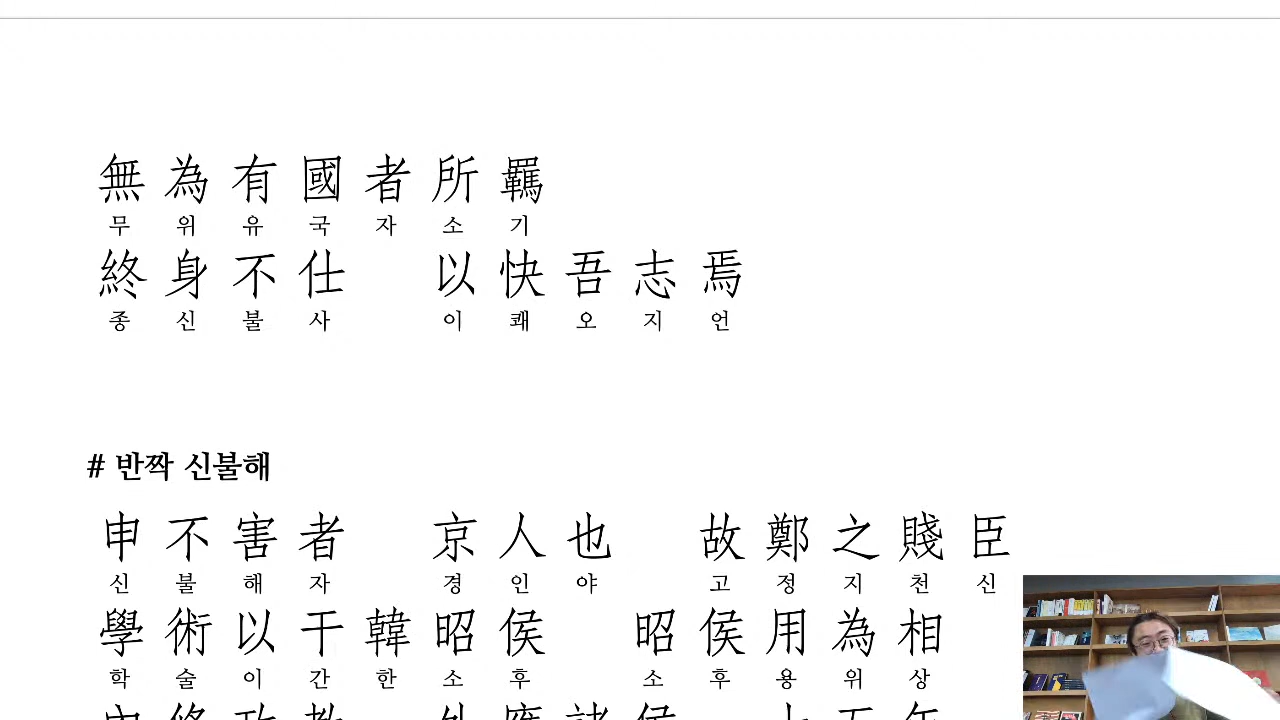 無為有國者所羈
무위유국자소기
終身不仕 以快吾志焉
종신불사 이쾌오지언
# 반짝 신불해
申不害者 京人也 故鄭之賤臣
신불해자 경인야 고정지천신
學術以干韓昭侯 昭侯用為相
학술이간한소후 소후용위상